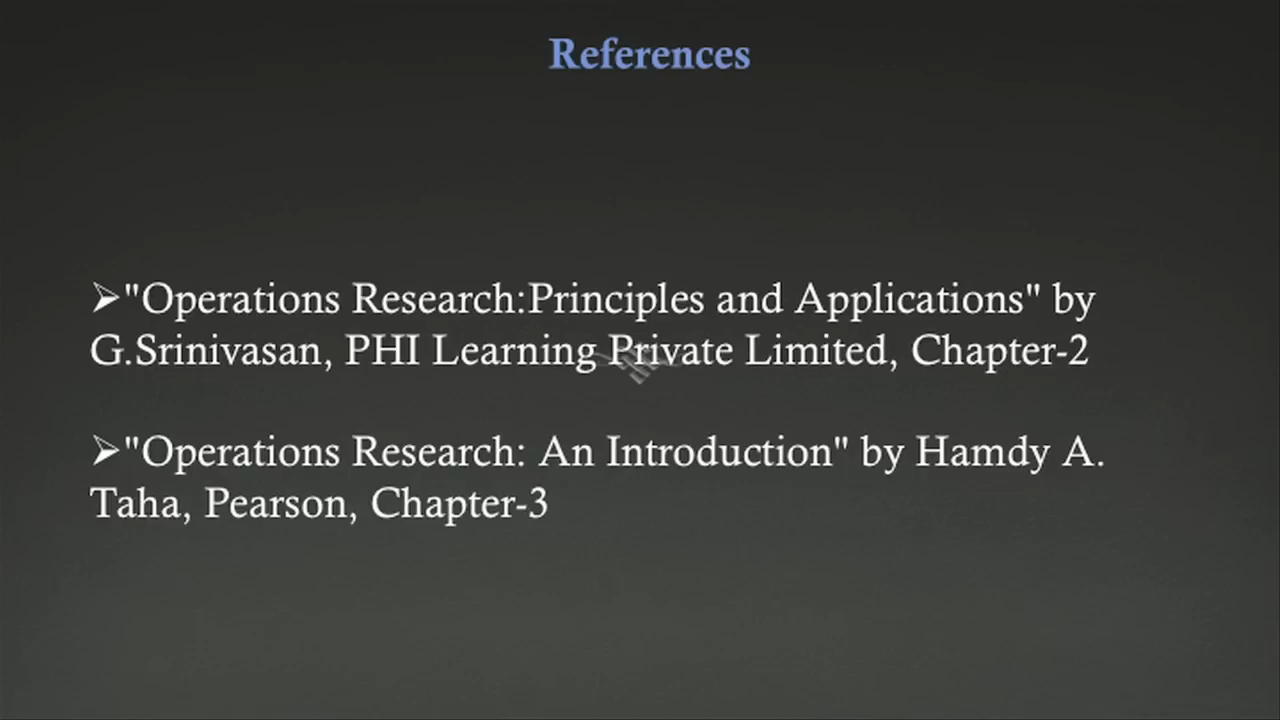 References
➢"Operations Research:Principles and Applications" by
G.Srinivasan, PHI Learning Private Limited, Chapter-2
➢"Operations Research: An Introduction" by Hamdy A.
Taha, Pearson, Chapter-3